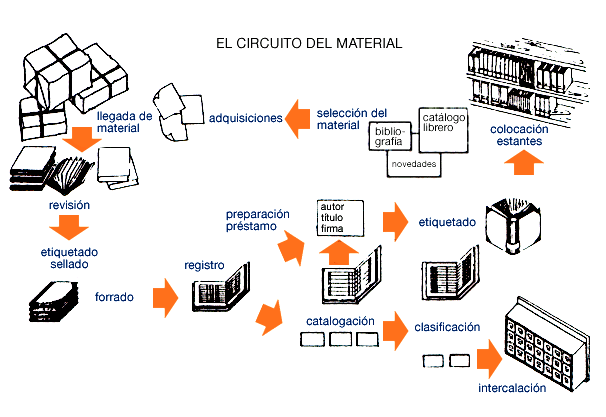 EL CIRCUITO DEL MATERIAL
llegada de
material
adquisiciones
selección del
material
biblio-
grafía
catálogo
librero
novedades
colocación
estantes
revisión
etiquetado
sellado
forrado
registro
preparación
préstamo
autor
título
firma
etiquetado
catalogación
clasificación
intercalación